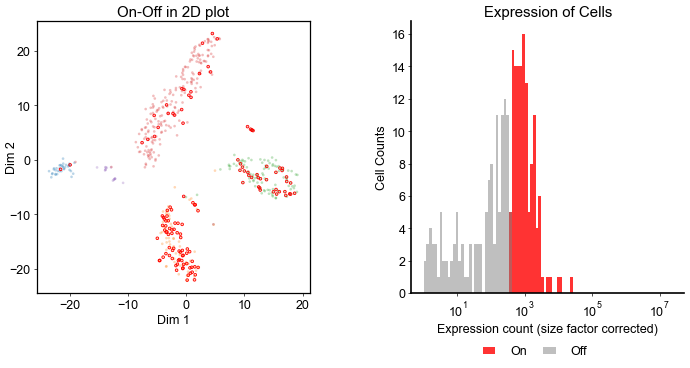 On-Off in 2D plot
Dim 2
20
10
0
−10
−20
−20 −10 0 10 20
Dim 1
Expression of Cells
Cell Counts
16
14
12
10
8
6
4
2
0
10^1 10^3 10^5 10^7
Expression count (size factor corrected)
On Off